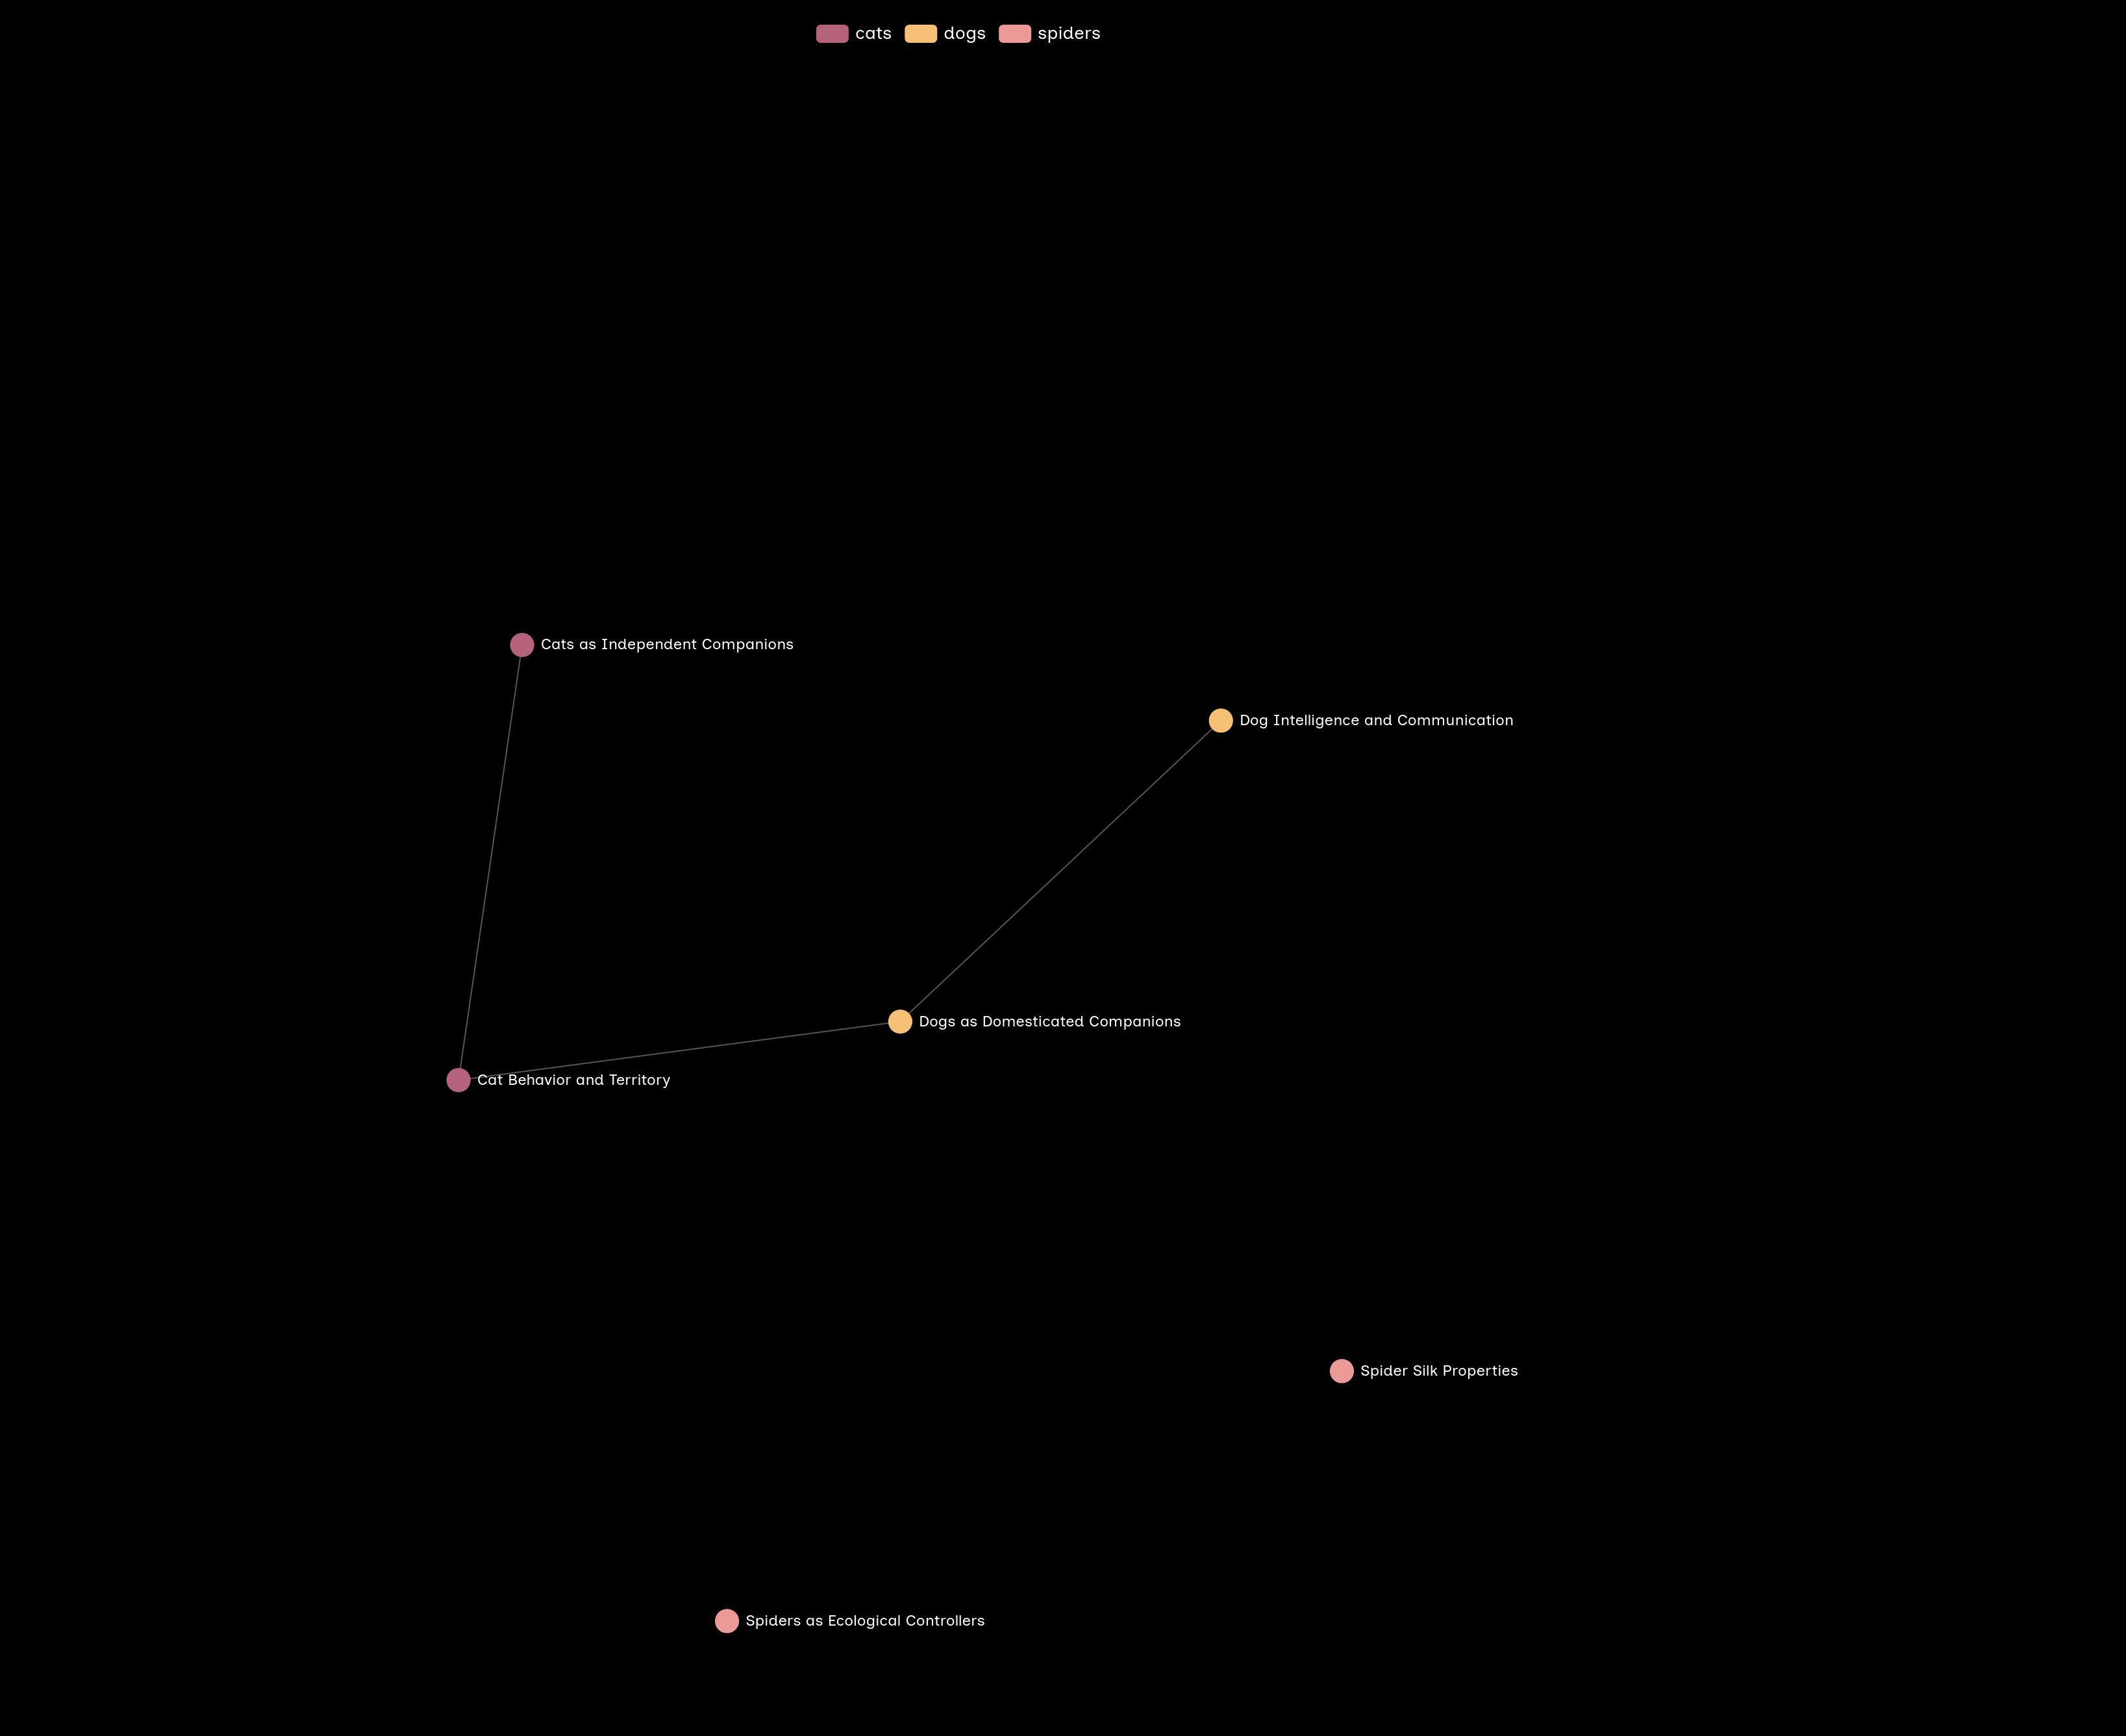 cats dogs spiders
Cats as Independent Companions
Dog Intelligence and Communication
Dogs as Domesticated Companions
Cat Behavior and Territory
Spider Silk Properties
Spiders as Ecological Controllers